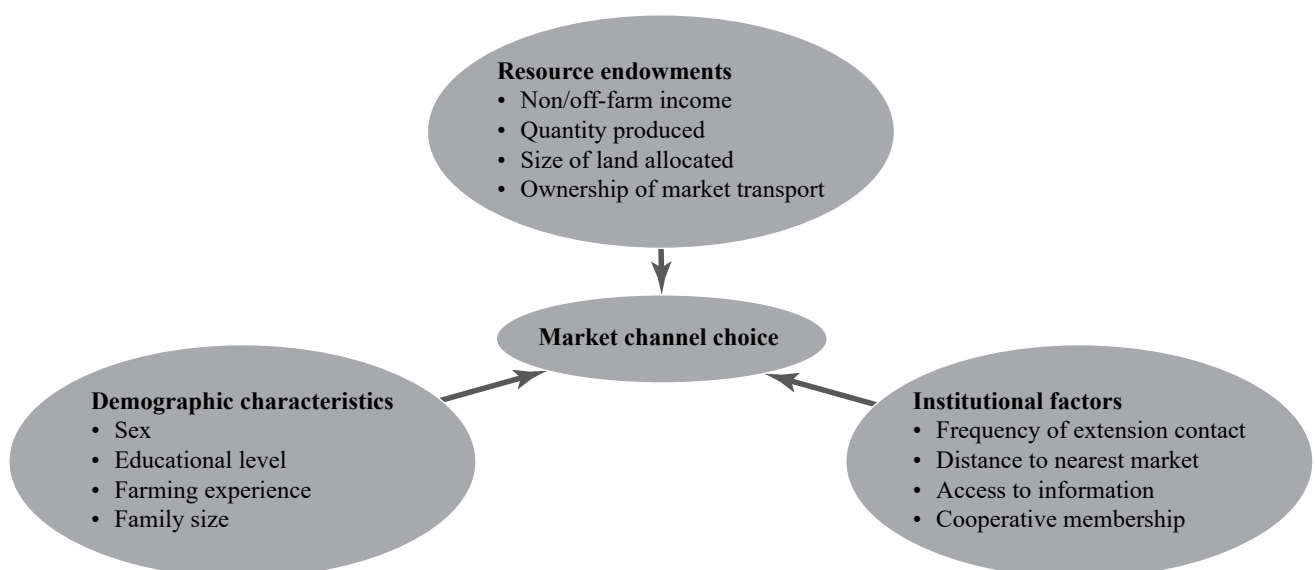 Resource endowments
• Non/off-farm income
• Quantity produced
• Size of land allocated
• Ownership of market transport
Market channel choice
Demographic characteristics
• Sex
• Educational level
• Farming experience
• Family size
Institutional factors
• Frequency of extension contact
• Distance to nearest market
• Access to information
• Cooperative membership